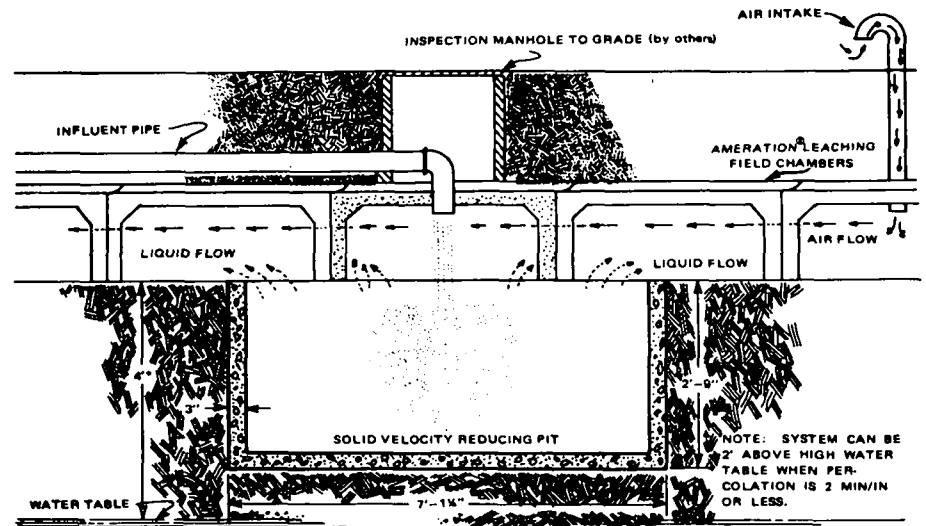 AIR INTAKE
INSPECTION MANHOLE TO GRADE (by others)
INFLUENT PIPE
AMERATION® LEACHING
FIELD CHAMBERS
LIQUID FLOW
LIQUID FLOW
AIR FLOW
4'*
3"
2'-9"
SOLID VELOCITY REDUCING PIT
NOTE: SYSTEM CAN BE
2' ABOVE HIGH WATER
TABLE WHEN PER-
COLATION IS 2 MIN/IN
OR LESS.
WATER TABLE
7'-1½"